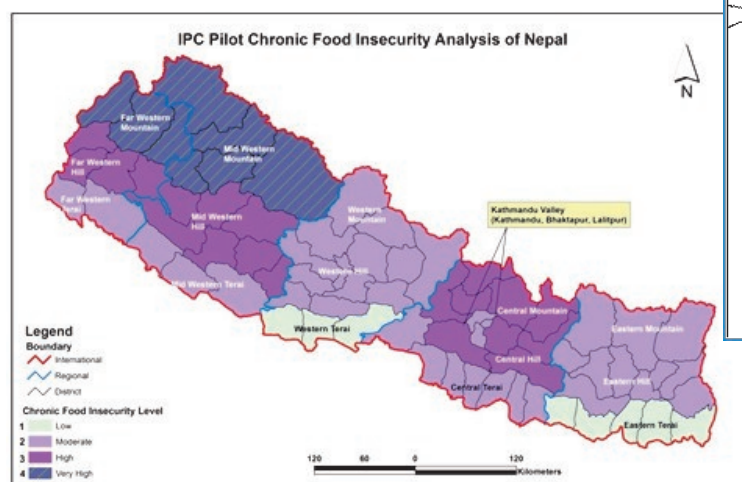 IPC Pilot Chronic Food Insecurity Analysis of Nepal
N
Far Western
Mountain
Mid Western
Mountain
Far Western
Hill
Far Western
Terai
Mid Western
Hill
Western
Mountain
Kathmandu Valley
(Kathmandu, Bhaktapur, Lalitpur)
Western Hill
Mid Western Terai
Central Mountain
Eastern Mountain
Western Terai
Central Hill
Eastern Hill
Central Terai
Eastern Terai
Legend
Boundary
International
Regional
District
Chronic Food Insecurity Level
1 Low
2 Moderate
3 High
4 Very High
120 60 0 120
Kilometers